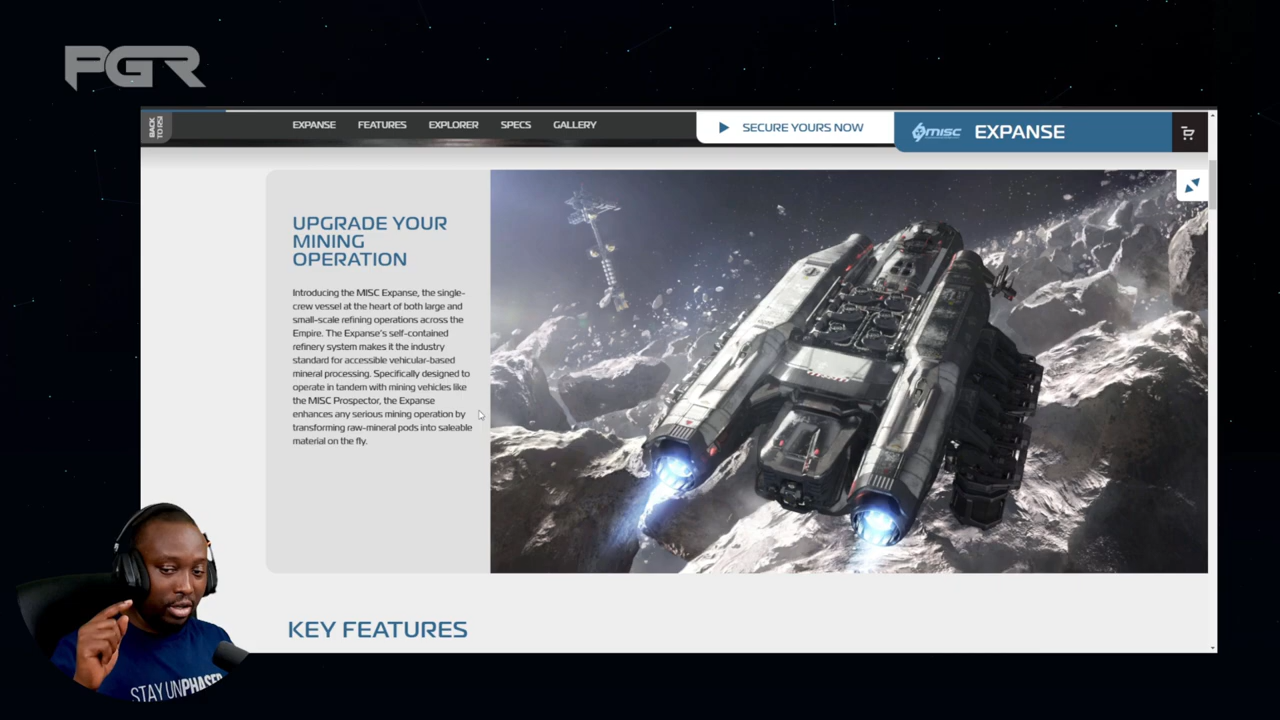 PGR
BACK
TO RSI
EXPANSE
FEATURES
EXPLORER
SPECS
GALLERY
SECURE YOURS NOW
misc EXPANSE
UPGRADE YOUR
MINING
OPERATION
Introducing the MISC Expanse, the single-
crew vessel at the heart of both large and
small-scale refining operations across the
Empire. The Expanse's self-contained
refinery system makes it the industry
standard for accessible vehicular-based
mineral processing. Specifically designed to
operate in tandem with mining vehicles like
the MISC Prospector, the Expanse
enhances any serious mining operation by
transforming raw-mineral pods into saleable
material on the fly.
KEY FEATURES
STAY UNPHASED